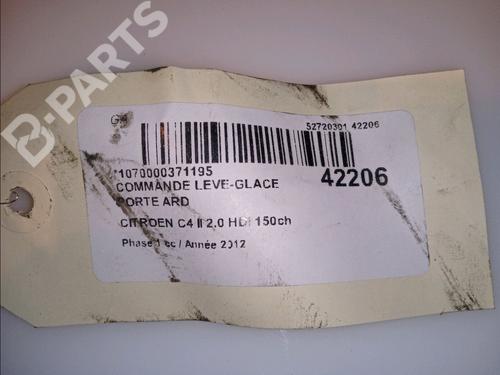 B-PARTS
52720301 42206
*1070000371195
COMMANDE LEVE-GLACE
42206
PORTE ARD
CITROEN C4 II 2,0 HDI 150ch
Phase 1 cc / Année 2012